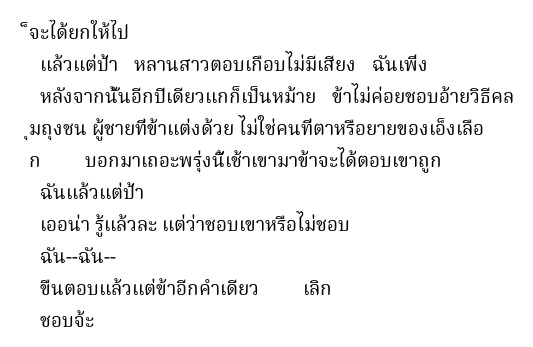 ็จะได้ยกให้ไป
แล้วแต่ป้า หลานสาวตอบเกือบไม่มีเสียง ฉันเพิ่ง
หลังจากนั้นอีกปีเดียวแกก็เป็นหม้าย ข้าไม่ค่อยชอบอ้ายวิธีคล
ุมถุงชน ผู้ชายที่ข้าแต่งด้วย ไม่ใช่คนที่ตาหรือยายของเอ็งเลือ
ก บอกมาเถอะพรุ่งนี้เช้าเขามาข้าจะได้ตอบเขาถูก
ฉันแล้วแต่ป้า
เออน่า รู้แล้วละ แต่ว่าชอบเขาหรือไม่ชอบ
ฉัน--ฉัน--
ขืนตอบแล้วแต่ข้าอีกคำเดียว เลิก
ชอบจ้ะ